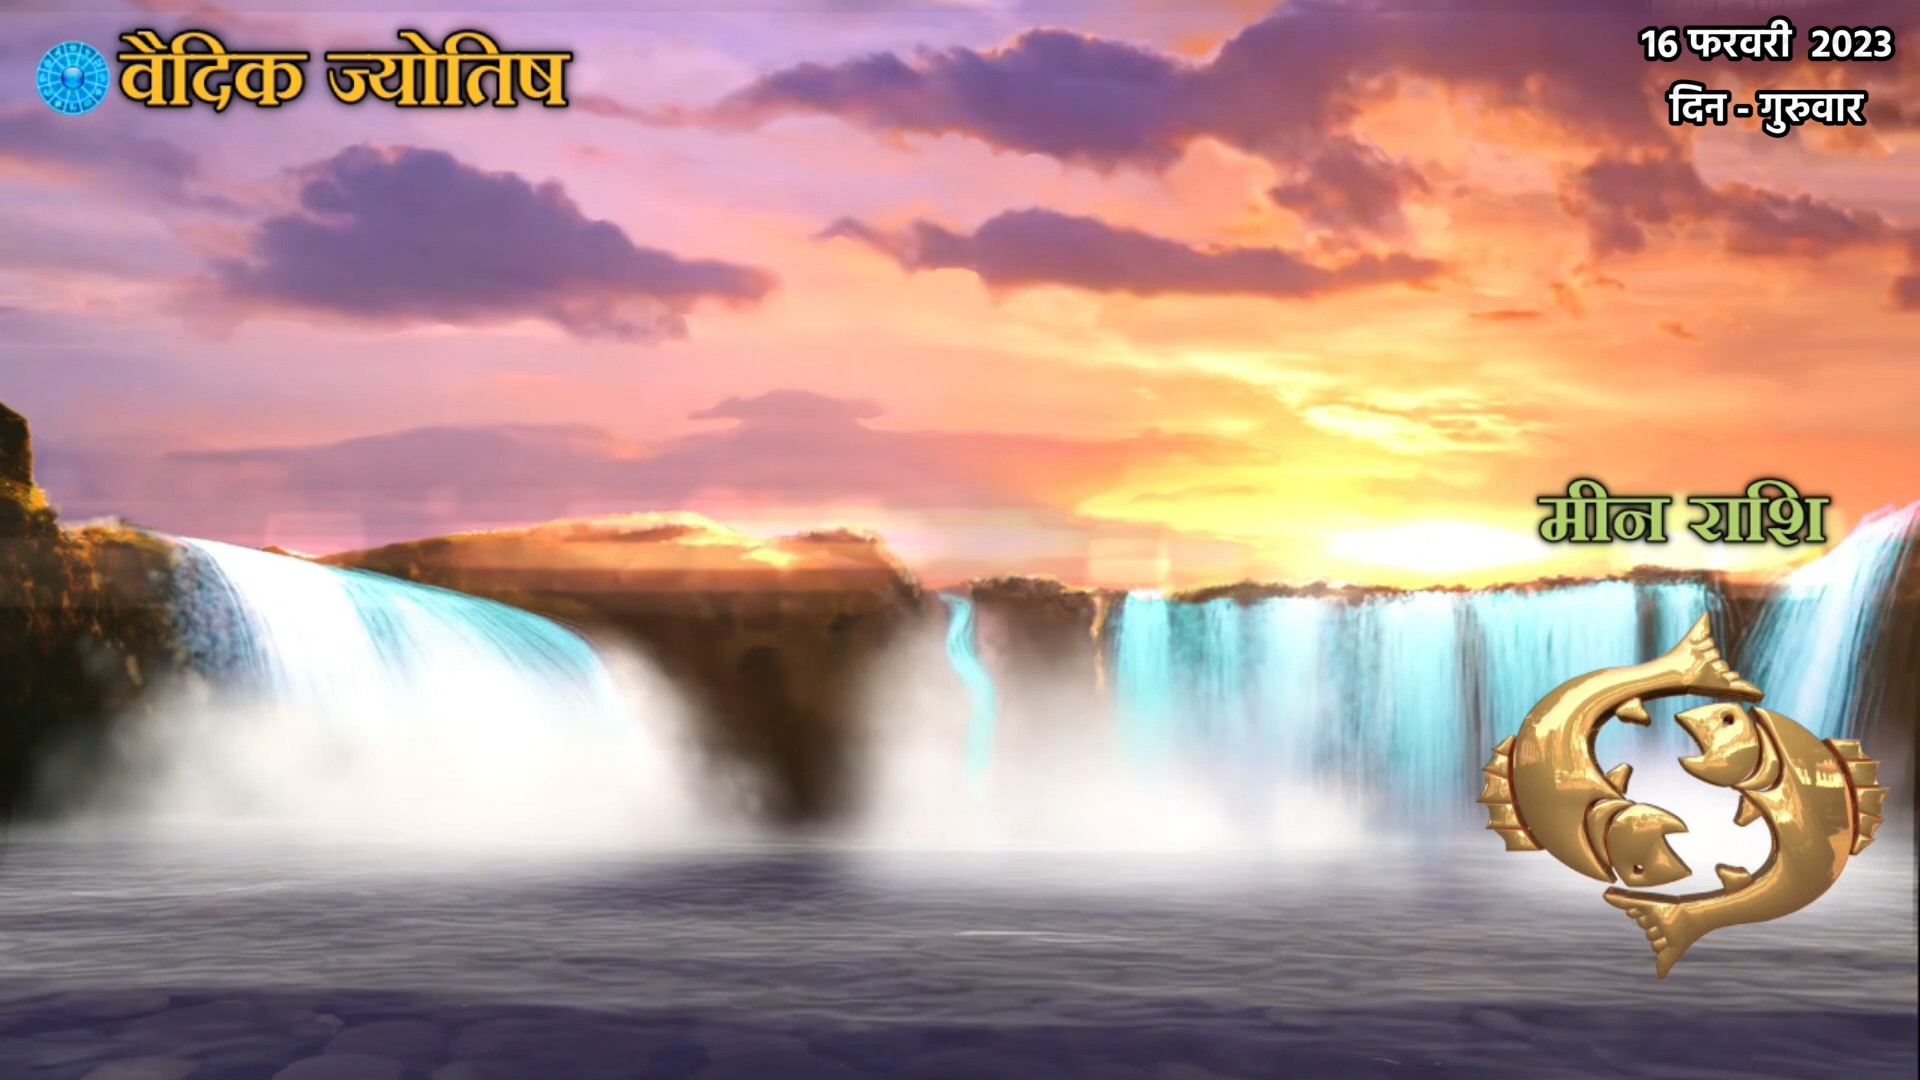 वैदिक ज्योतिष
16 फरवरी 2023
दिन - गुरुवार
मीन राशि